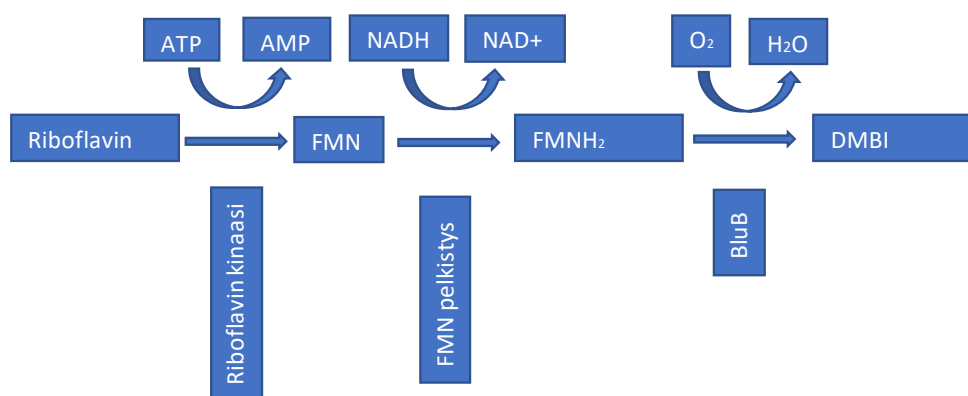 ATP
AMP
NADH
NAD+
O₂
H₂O
Riboflavin
FMN
FMNH₂
DMBI
Riboflavin kinaasi
FMN pelkistys
BluB